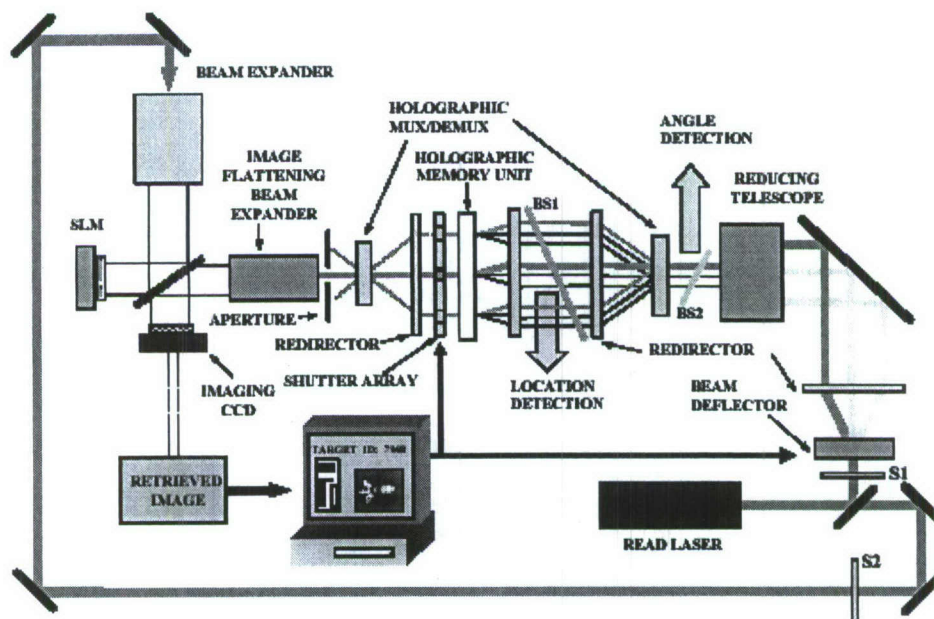 BEAM EXPANDER
HOLOGRAPHIC
MUX/DEMUX
ANGLE
DETECTION
IMAGE
FLATTENING
BEAM
EXPANDER
HOLOGRAPHIC
MEMORY UNIT
REDUCING
TELESCOPE
SLM
BS1
BS2
APERTURE
REDIRECTOR
SHUTTER ARRAY
LOCATION
DETECTION
REDIRECTOR
IMAGING
CCD
BEAM
DEFLECTOR
TARGET ID:
S1
RETRIEVED
IMAGE
READ LASER
S2